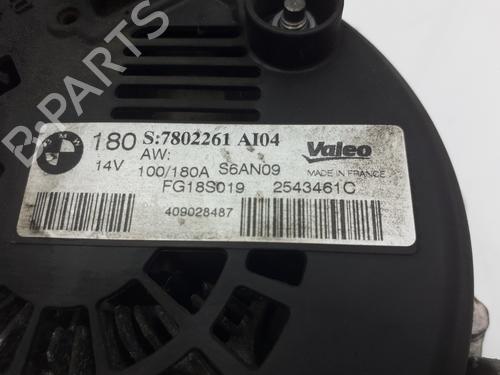 180 S:7802261 AI04
AW:
14V 100/180A S6AN09
FG18S019 2543461C
409028487
Valeo
MADE IN FRANCE
B-Parts